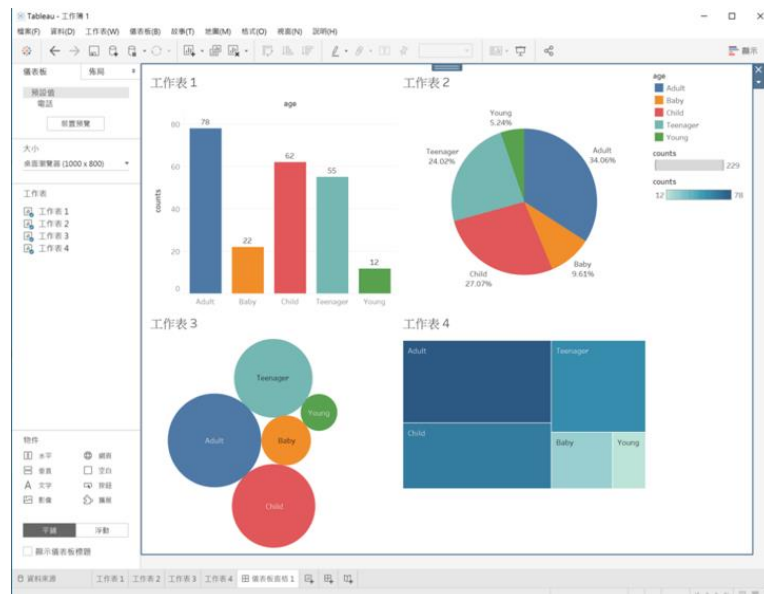 Tableau - 工作簿 1
檔案(F) 資料(D) 工作表(W) 儀表板(B) 故事(T) 地圖(M) 格式(O) 視窗(N) 說明(H)
顯示
儀表板 佈局
預設值
電話
裝置預覽
大小
桌面瀏覽器 (1000 x 800)
工作表
工作表 1
工作表 2
工作表 3
工作表 4
物件
水平 網頁
垂直 空白
文字 按鈕
影像 擴展
平鋪 浮動
顯示儀表板標題
工作表 1
age
counts
80
60
40
20
0
78
22
62
55
12
Adult Baby Child Teenager Young
工作表 2
Young
5.24%
Teenager
24.02%
Adult
34.06%
Child
27.07%
Baby
9.61%
age
Adult
Baby
Child
Teenager
Young
counts
229
counts
12 78
工作表 3
Teenager
Young
Adult
Baby
Child
工作表 4
Adult
Teenager
Child
Baby
Young
資料來源 工作表 1 工作表 2 工作表 3 工作表 4 儀表板面格 1